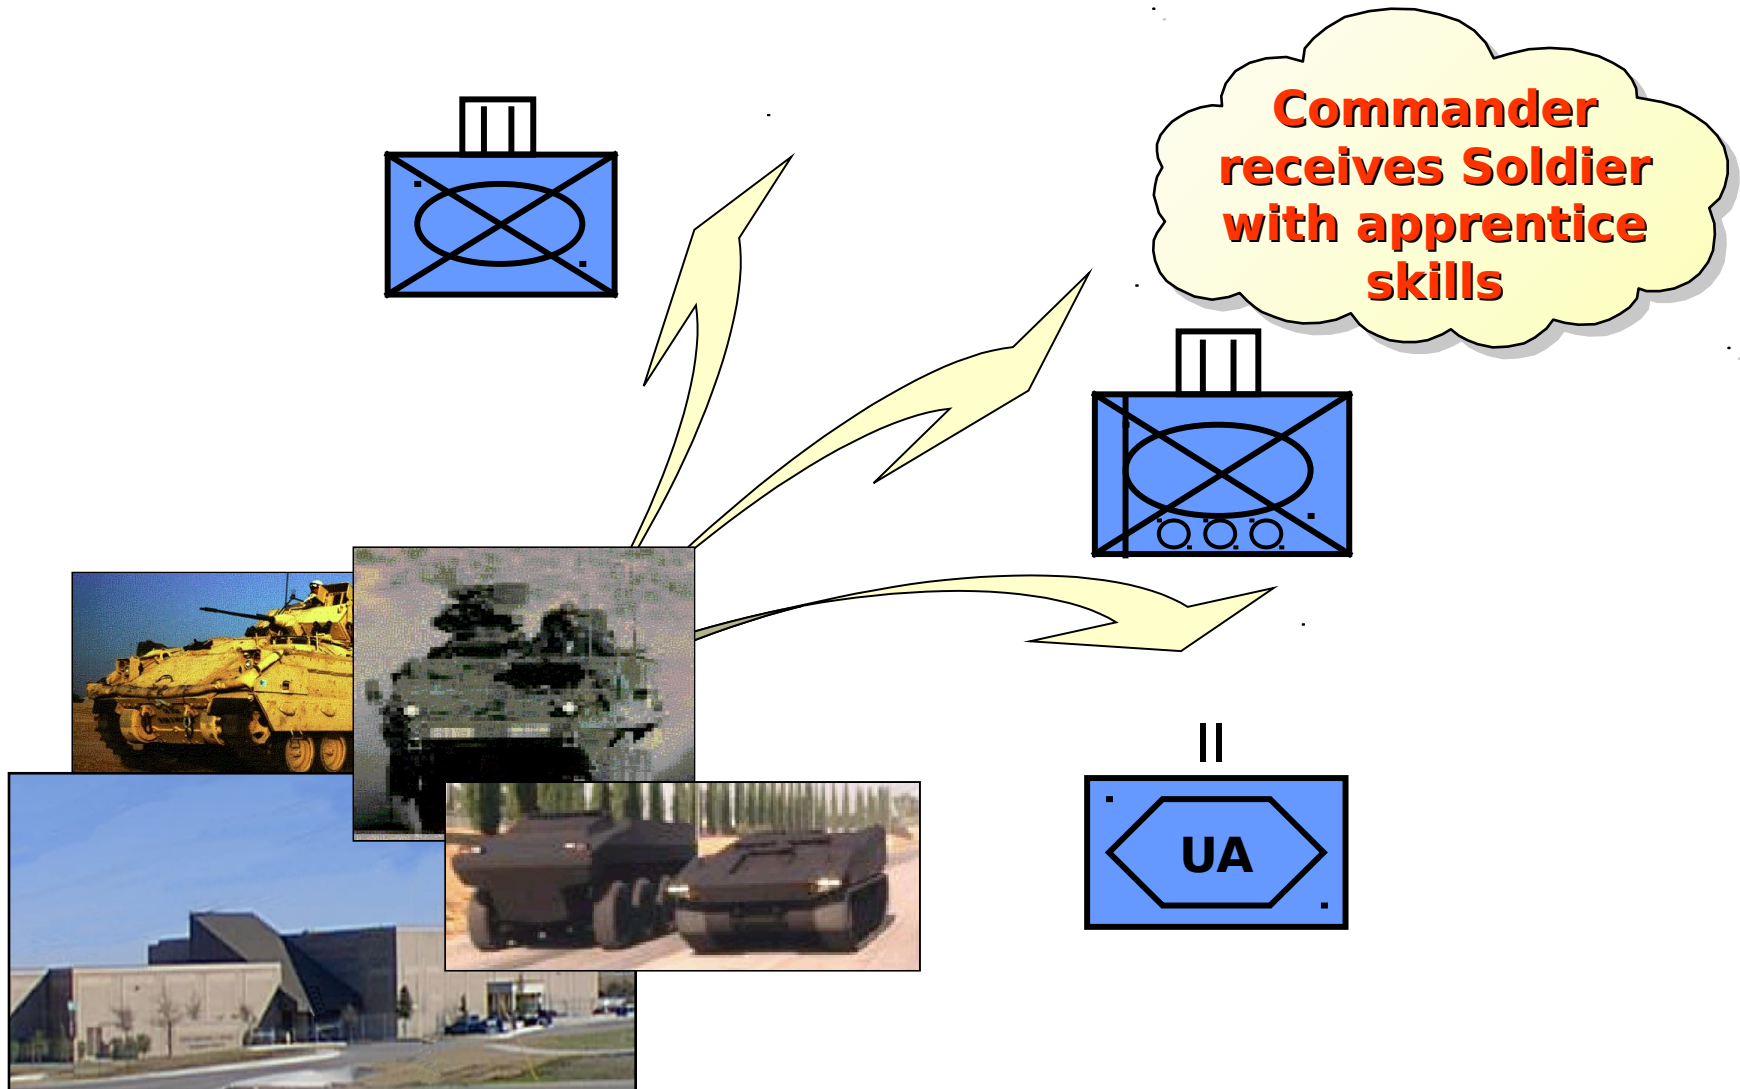 Commander
receives Soldier
with apprentice
skills
UA